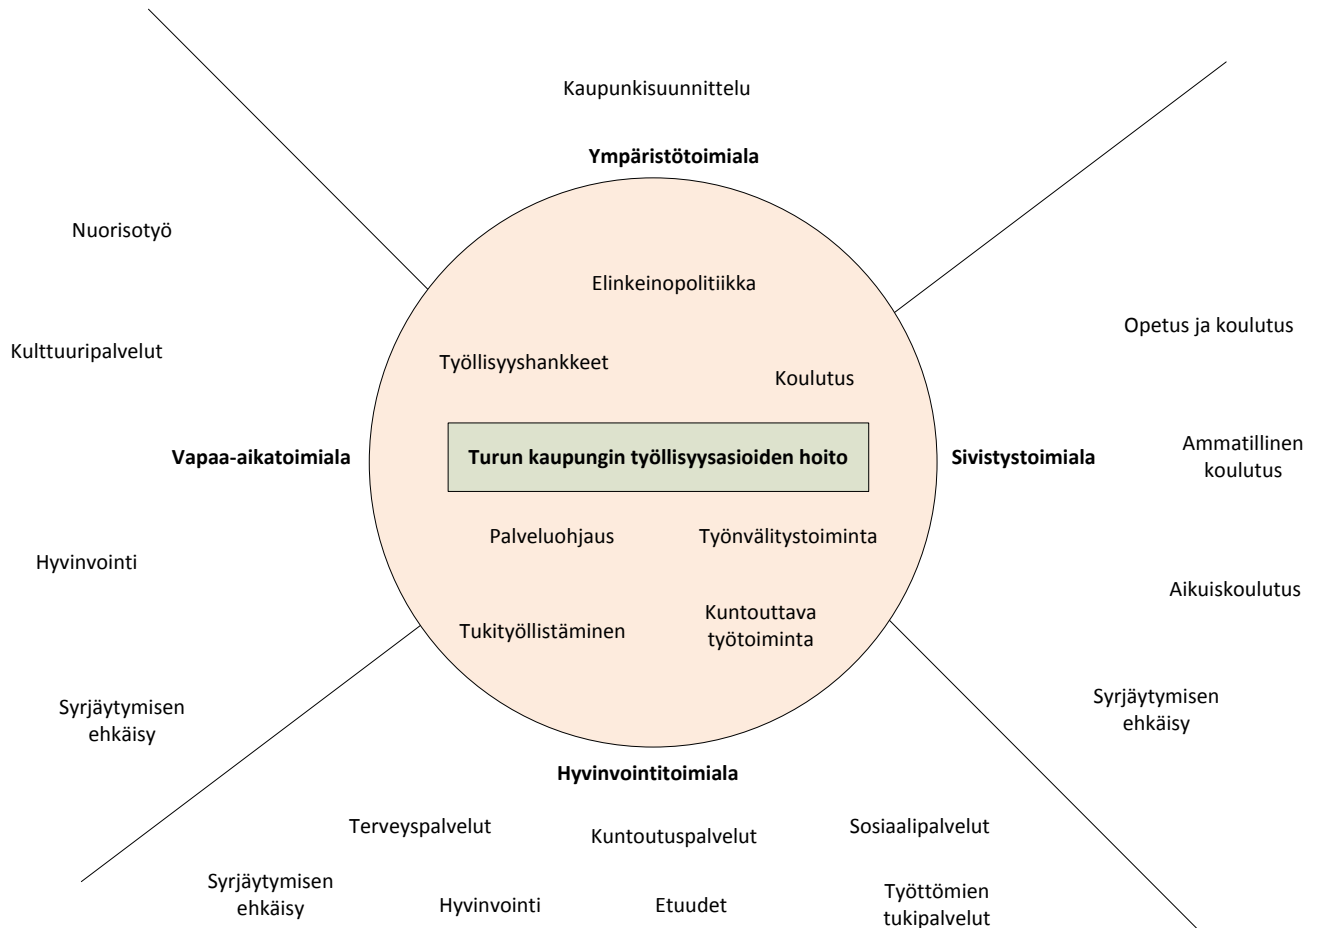 Kaupunkisuunnittelu
Ympäristötoimiala
Nuorisotyö
Kulttuuripalvelut
Vapaa-aikatoimiala
Hyvinvointi
Syrjäytymisen
ehkäisy
Elinkeinopolitiikka
Työllisyyshankkeet
Koulutus
Turun kaupungin työllisyysasioiden hoito
Palveluohjaus
Työnvälitystoiminta
Tukityöllistäminen
Kuntouttava
työtoiminta
Opetus ja koulutus
Sivistystoimiala
Ammatillinen
koulutus
Aikuiskoulutus
Syrjäytymisen
ehkäisy
Hyvinvointitoimiala
Terveyspalvelut
Kuntoutuspalvelut
Sosiaalipalvelut
Syrjäytymisen
ehkäisy
Hyvinvointi
Etuudet
Työttömien
tukipalvelut